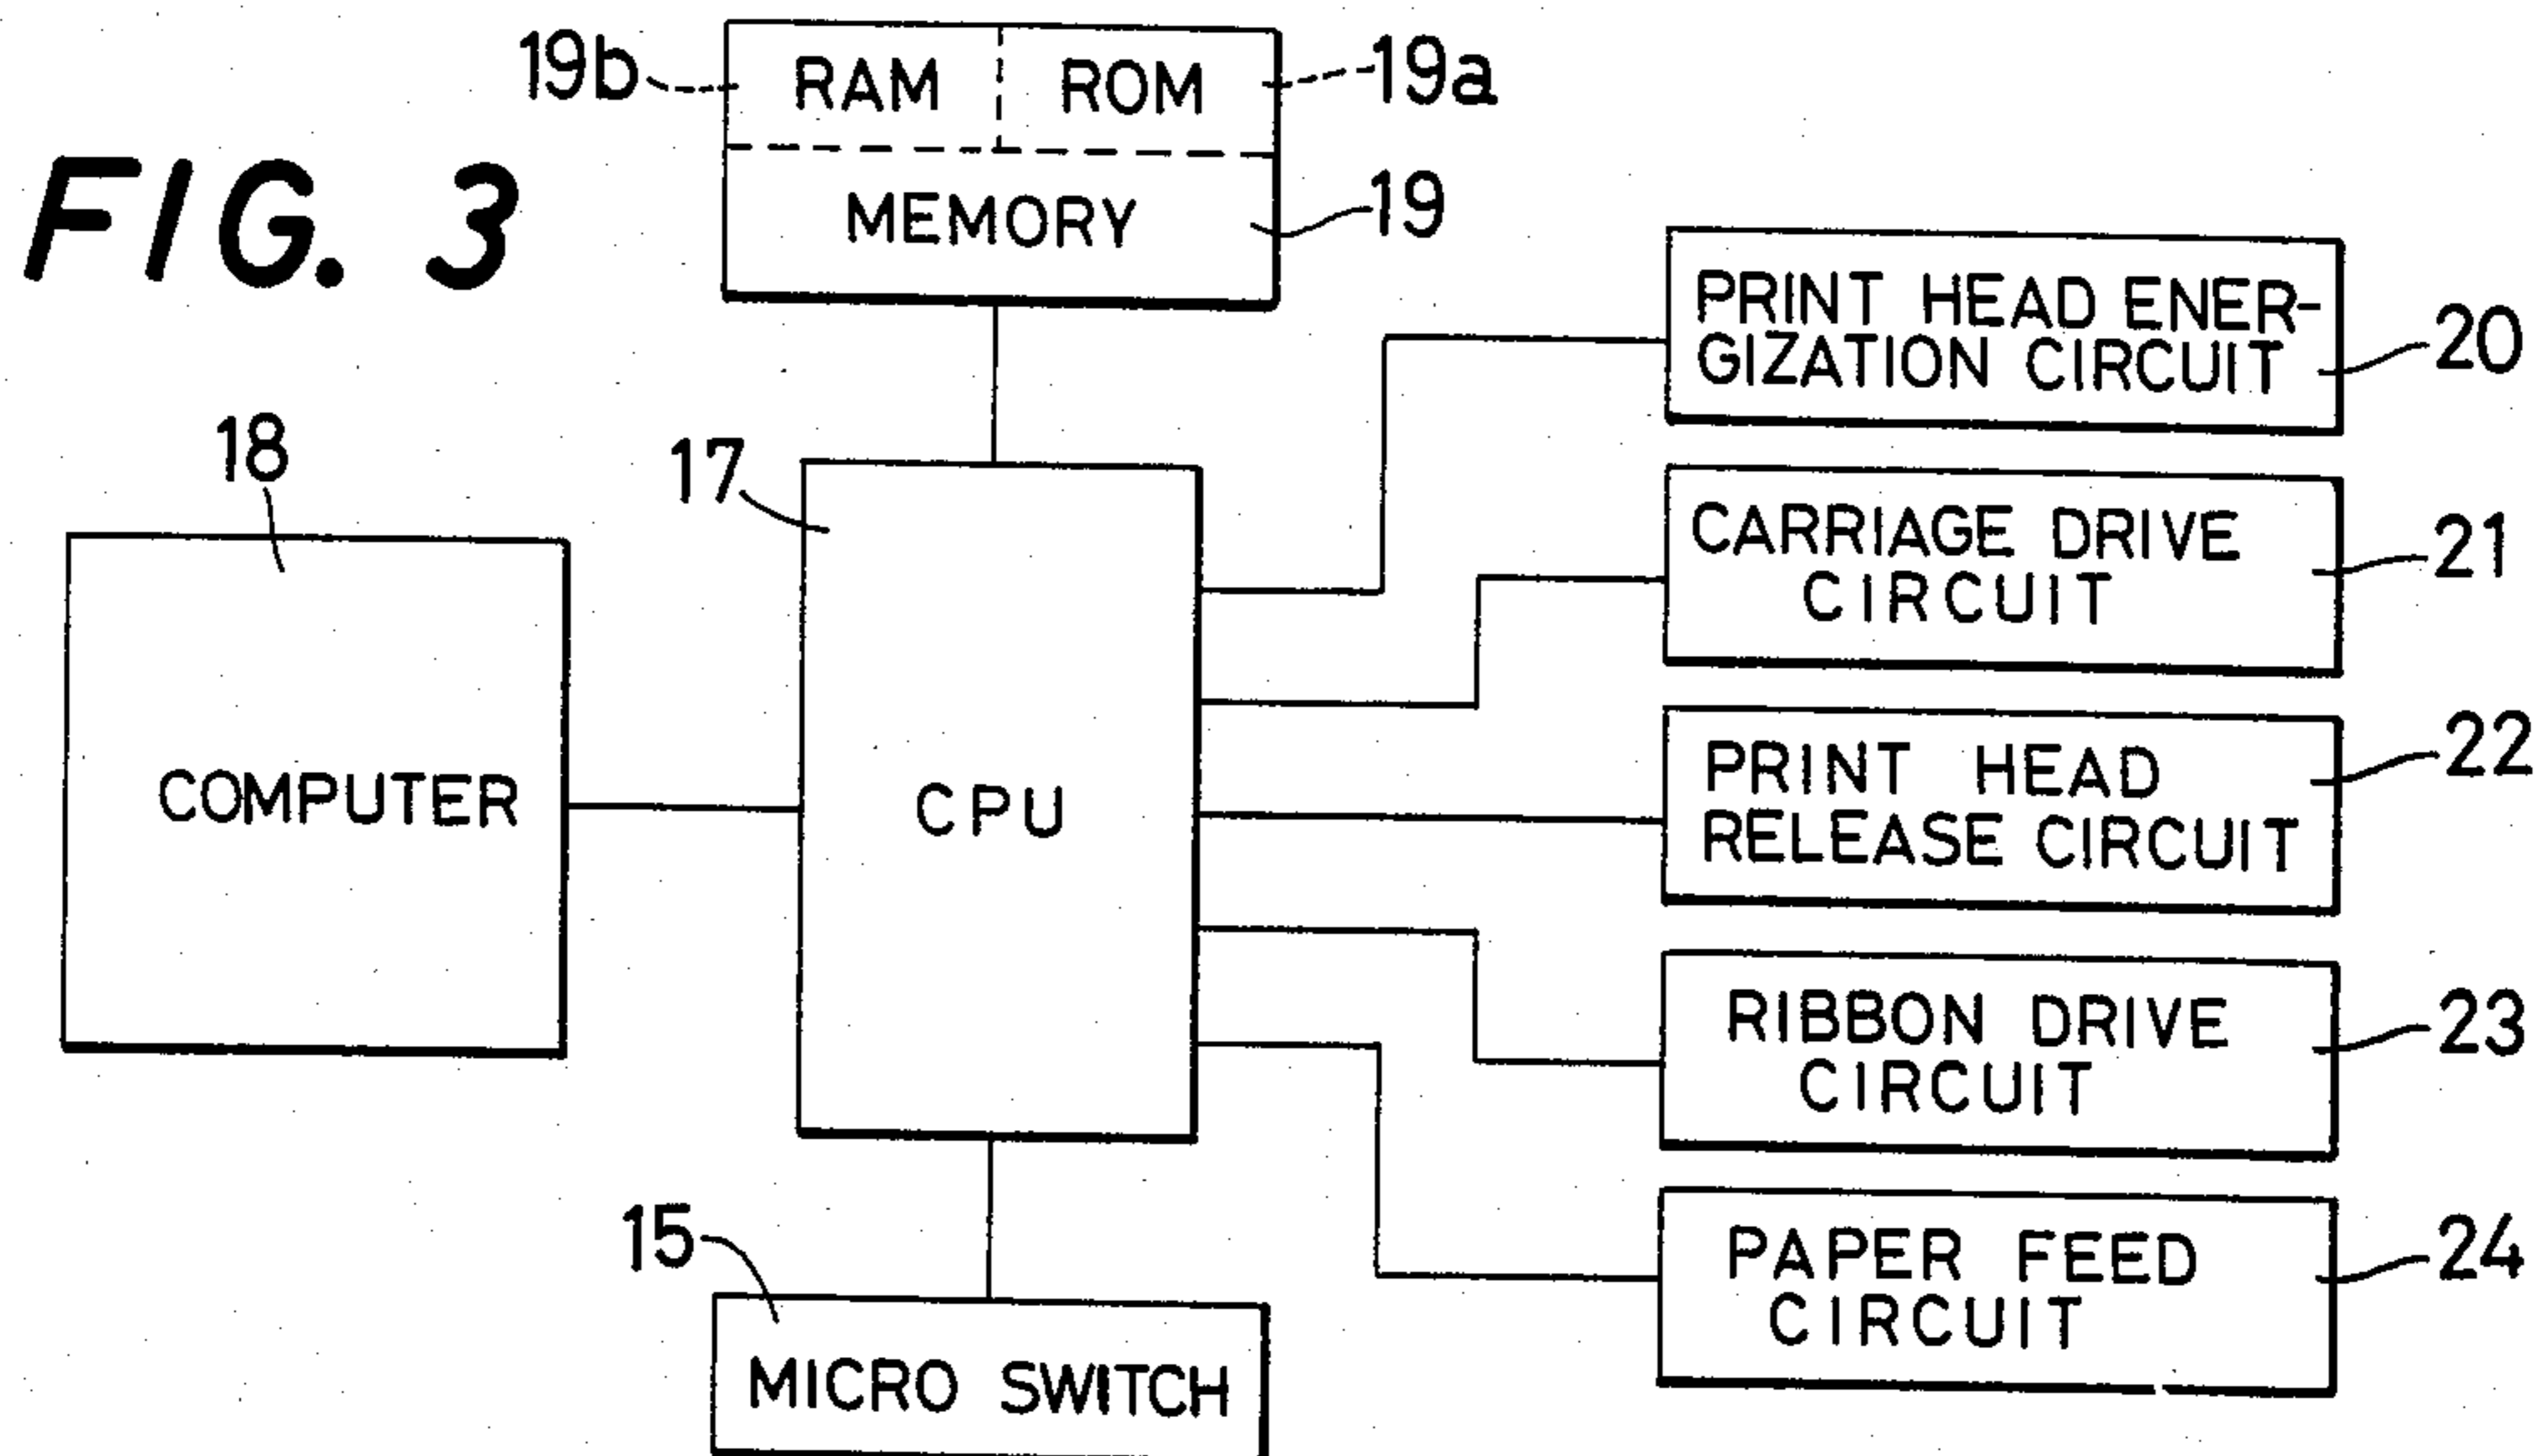 FIG. 3
19b
RAM
ROM
19a
MEMORY
19
PRINT HEAD ENER-
GIZATION CIRCUIT
20
18
17
CARRIAGE DRIVE
CIRCUIT
21
COMPUTER
CPU
PRINT HEAD
RELEASE CIRCUIT
22
RIBBON DRIVE
CIRCUIT
23
15
MICRO SWITCH
PAPER FEED
CIRCUIT
24